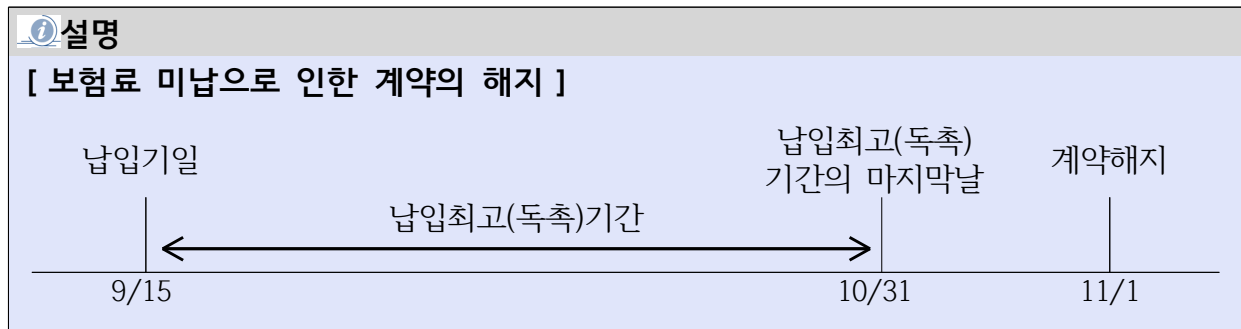 설명
[ 보험료 미납으로 인한 계약의 해지 ]
납입기일
납입최고(독촉)
기간의 마지막날
계약해지
납입최고(독촉)기간
9/15
10/31
11/1